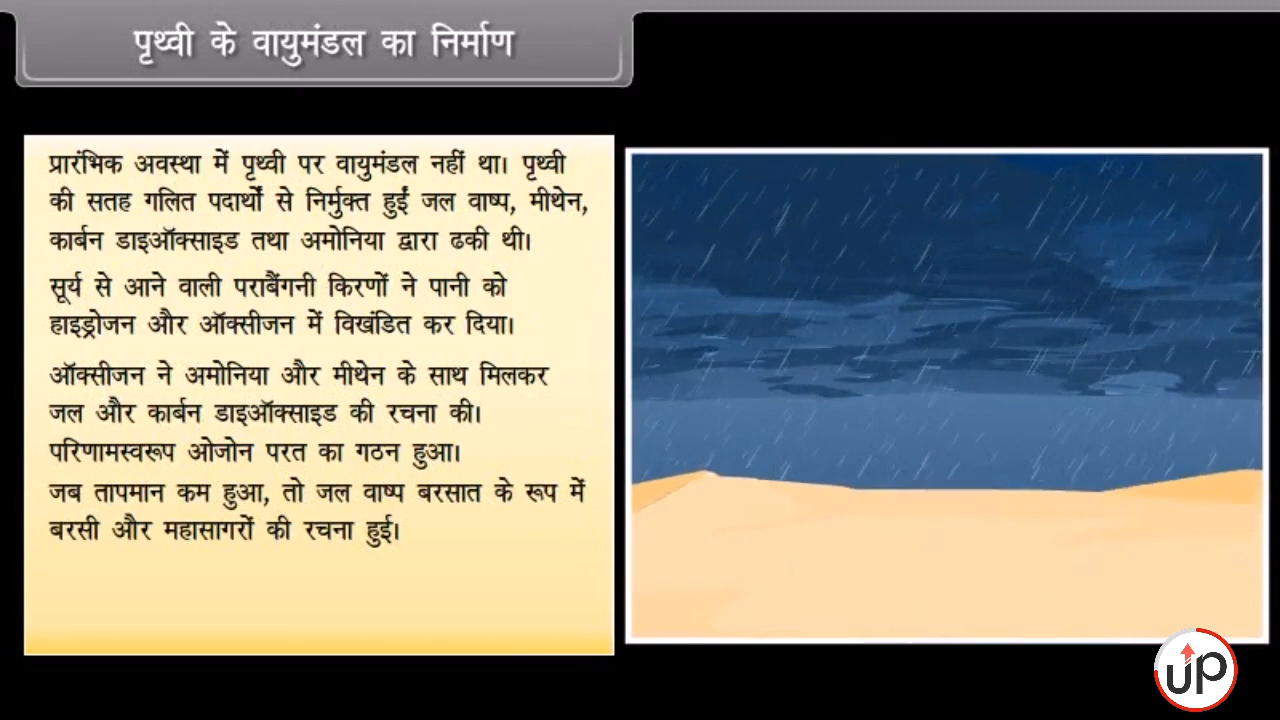 पृथ्वी के वायुमंडल का निर्माण
प्रारंभिक अवस्था में पृथ्वी पर वायुमंडल नहीं था। पृथ्वी
की सतह गलित पदार्थों से निर्मुक्त हुईं जल वाष्प, मीथेन,
कार्बन डाइऑक्साइड तथा अमोनिया द्वारा ढकी थी।
सूर्य से आने वाली पराबैंगनी किरणों ने पानी को
हाइड्रोजन और ऑक्सीजन में विखंडित कर दिया।
ऑक्सीजन ने अमोनिया और मीथेन के साथ मिलकर
जल और कार्बन डाइऑक्साइड की रचना की।
परिणामस्वरूप ओजोन परत का गठन हुआ।
जब तापमान कम हुआ, तो जल वाष्प बरसात के रूप में
बरसी और महासागरों की रचना हुई।
up